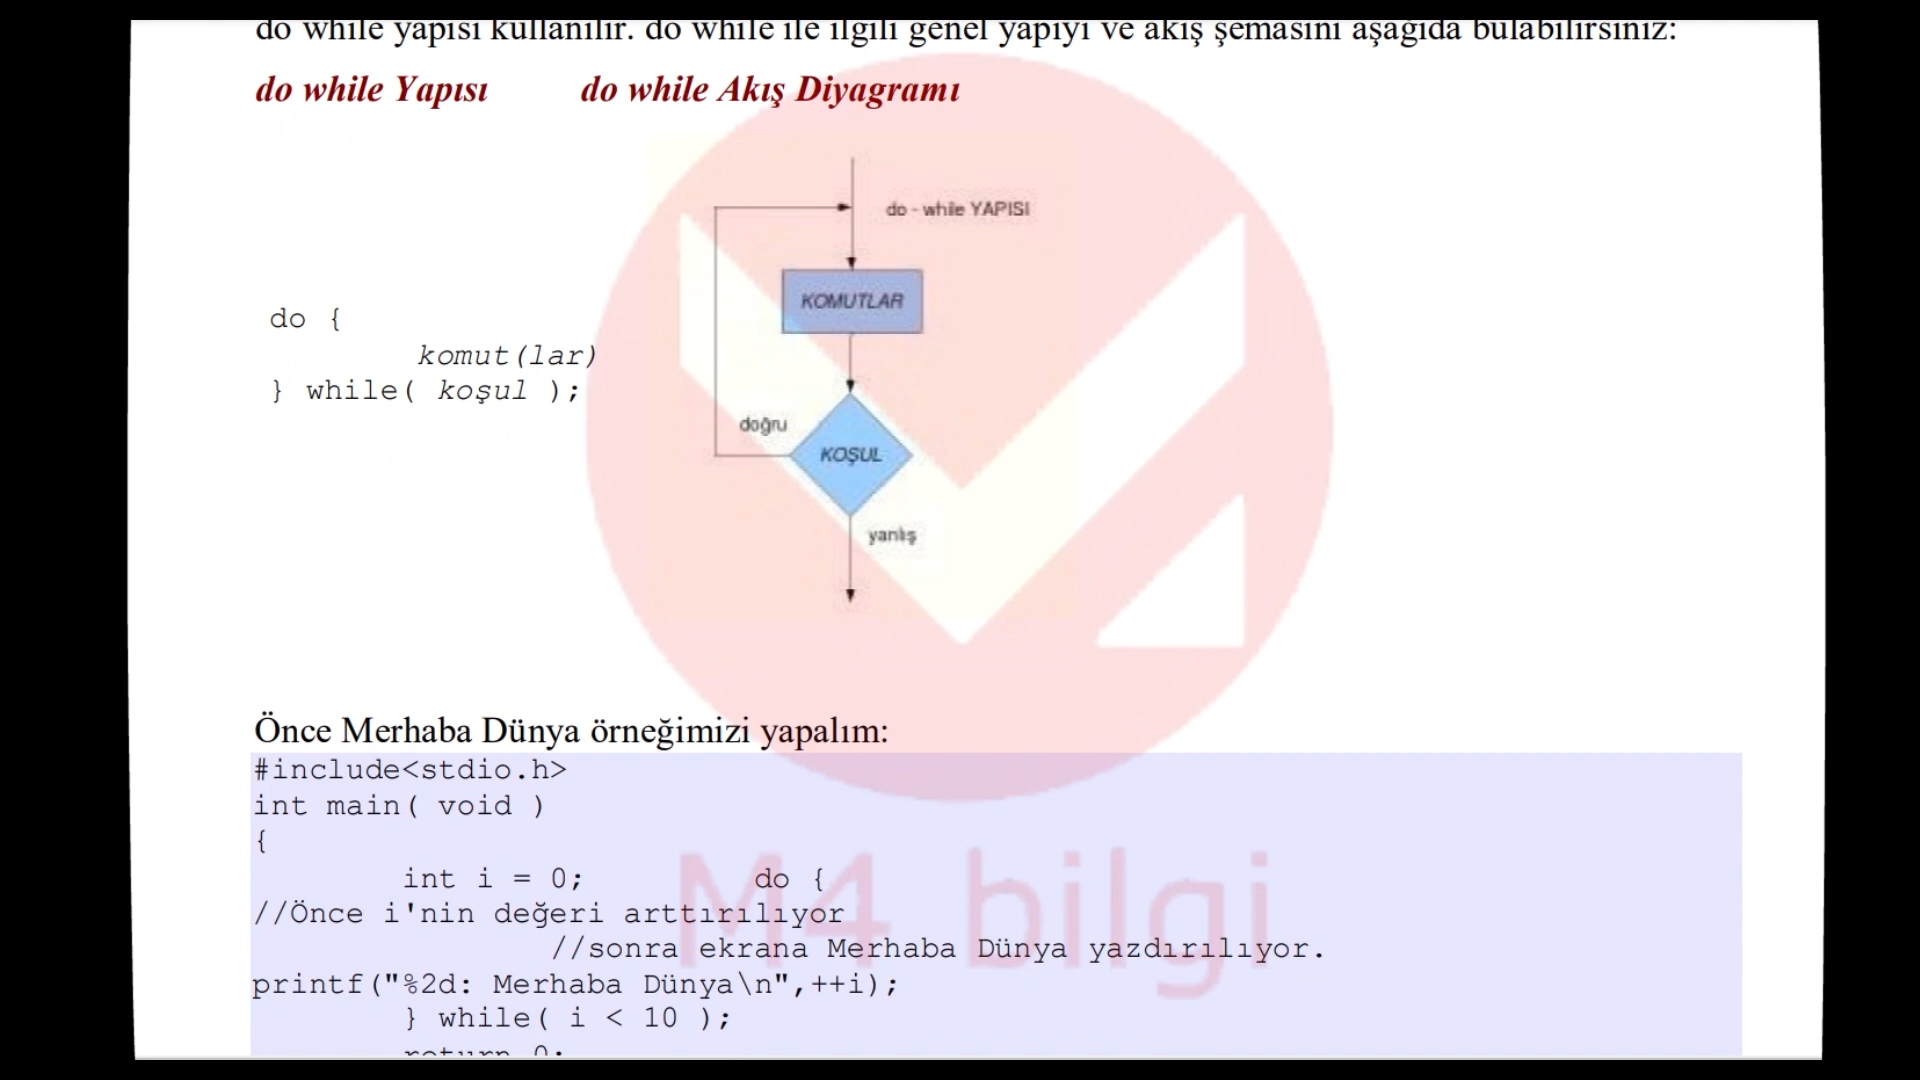 do while yapısı kullanılır. do while ile ilgili genel yapıyı ve akış şemasını aşağıda bulabilirsiniz:
do while Yapısı do while Akış Diyagramı
do - while YAPISI
KOMUTLAR
do {
komut(lar)
} while( koşul );
doğru
KOŞUL
yanlış
Önce Merhaba Dünya örneğimizi yapalım:
#include<stdio.h>
int main( void )
{
int i = 0; do {
//Önce i'nin değeri arttırılıyor
//sonra ekrana Merhaba Dünya yazdırılıyor.
printf("%2d: Merhaba Dünya\n",++i);
} while( i < 10 );
return 0;
M4 bilgi